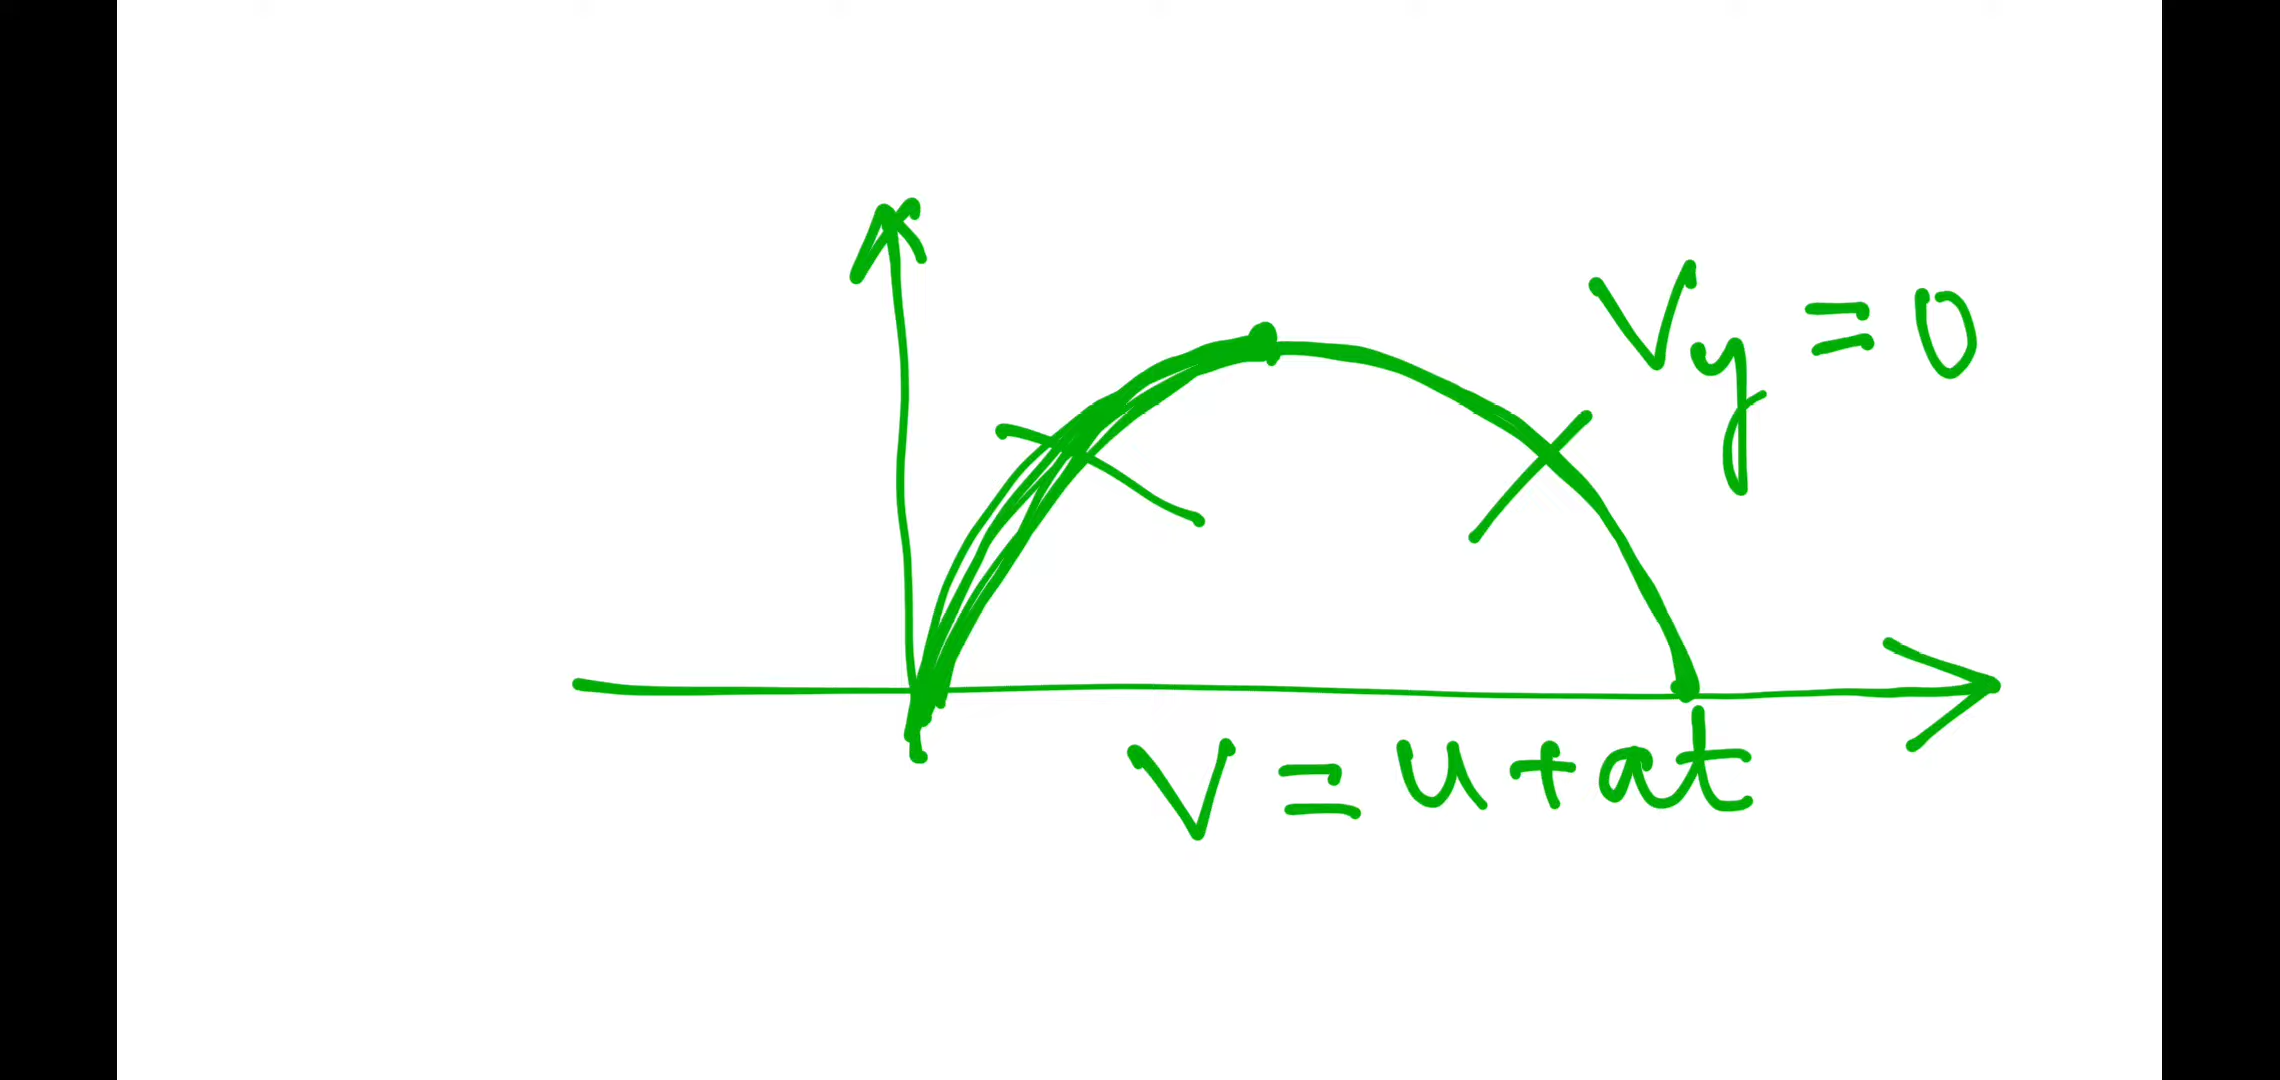 Vy = 0
V = u + at